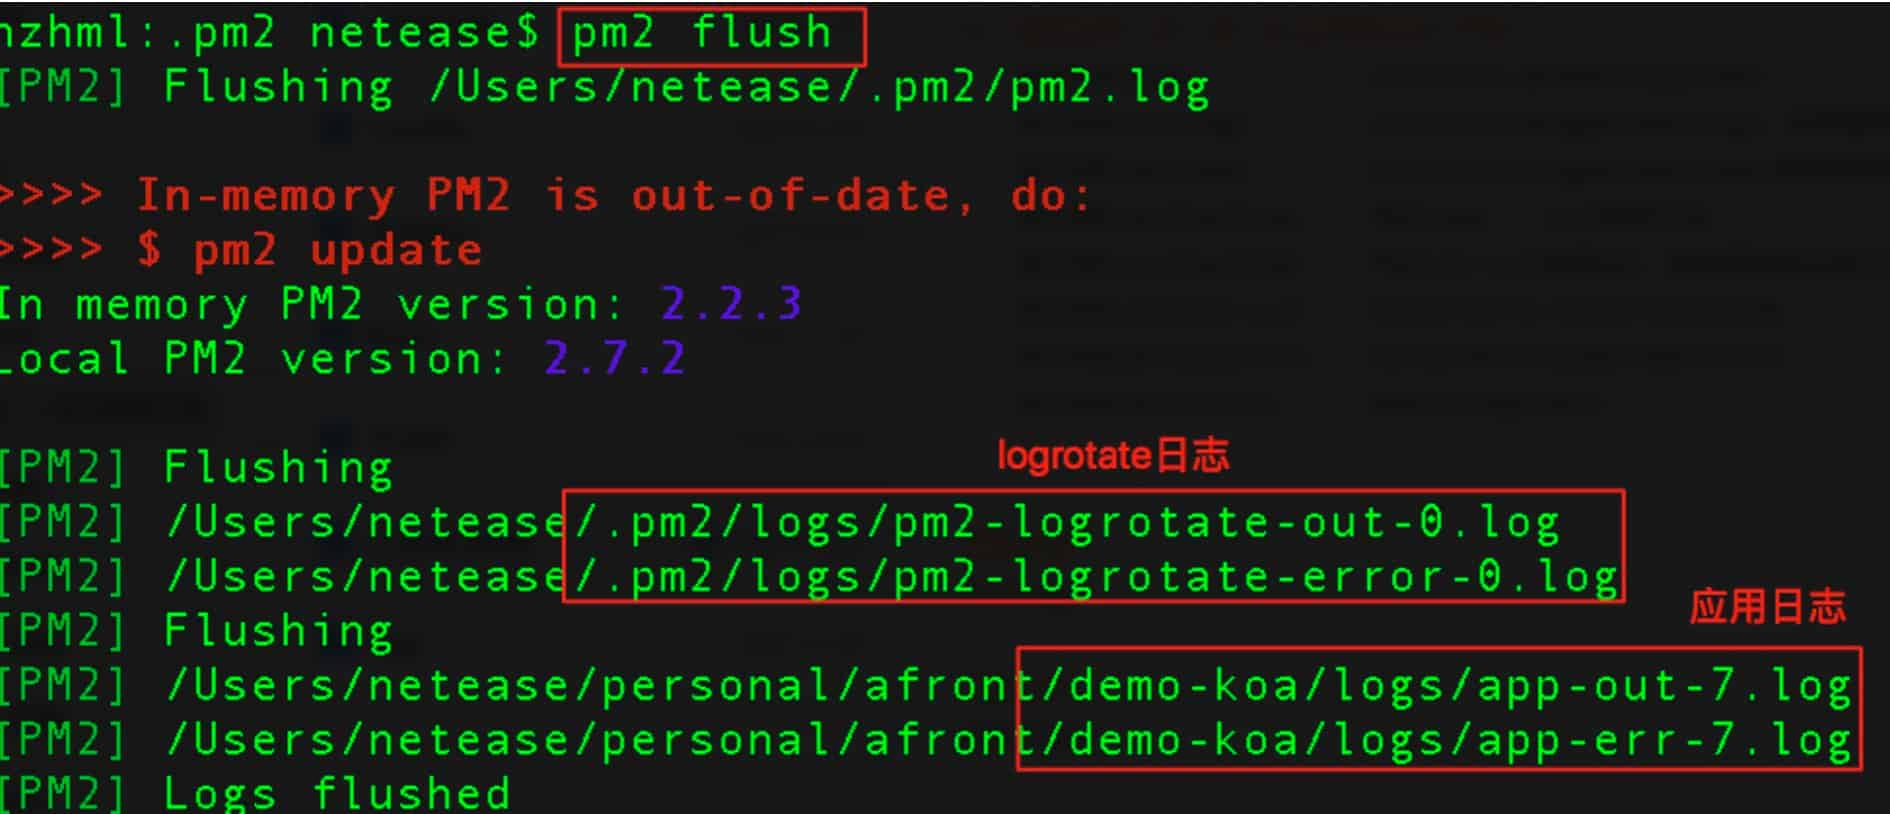 nzhml:.pm2 netease$ pm2 flush
[PM2] Flushing /Users/netease/.pm2/pm2.log
>>>> In-memory PM2 is out-of-date, do:
>>>> $ pm2 update
In memory PM2 version: 2.2.3
Local PM2 version: 2.7.2
[PM2] Flushing
logrotate日志
[PM2] /Users/netease/.pm2/logs/pm2-logrotate-out-0.log
[PM2] /Users/netease/.pm2/logs/pm2-logrotate-error-0.log
应用日志
[PM2] Flushing
[PM2] /Users/netease/personal/afront/demo-koa/logs/app-out-7.log
[PM2] /Users/netease/personal/afront/demo-koa/logs/app-err-7.log
[PM2] Logs flushed